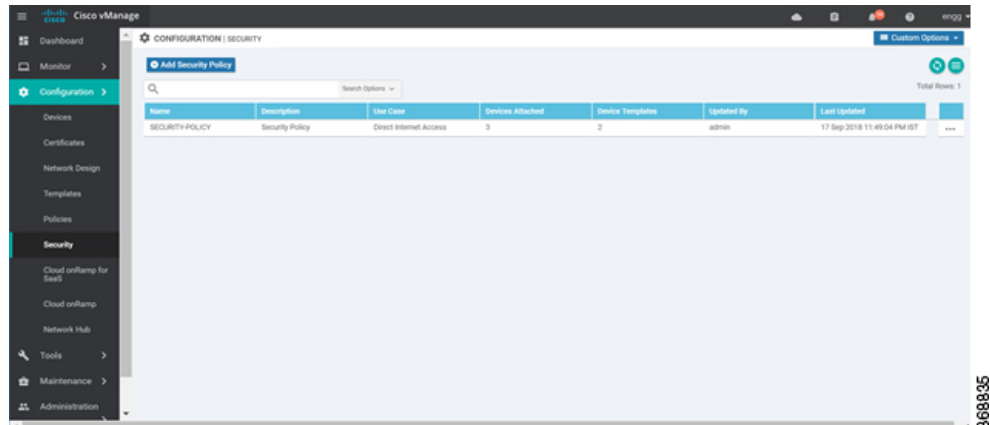 cisco Cisco vManage
engg
Dashboard
Monitor
Configuration
Devices
Certificates
Network Design
Templates
Policies
Security
Cloud onRamp for
SaaS
Cloud onRamp
Network Hub
Tools
Maintenance
Administration
CONFIGURATION | SECURITY
Custom Options
Add Security Policy
Search Options
Total Rows: 1
Name Description Use Case Devices Attached Device Templates Updated By Last Updated
SECURITY-POLICY Security Policy Direct Internet Access 3 2 admin 17 Sep 2018 11:49:04 PM IST
368835